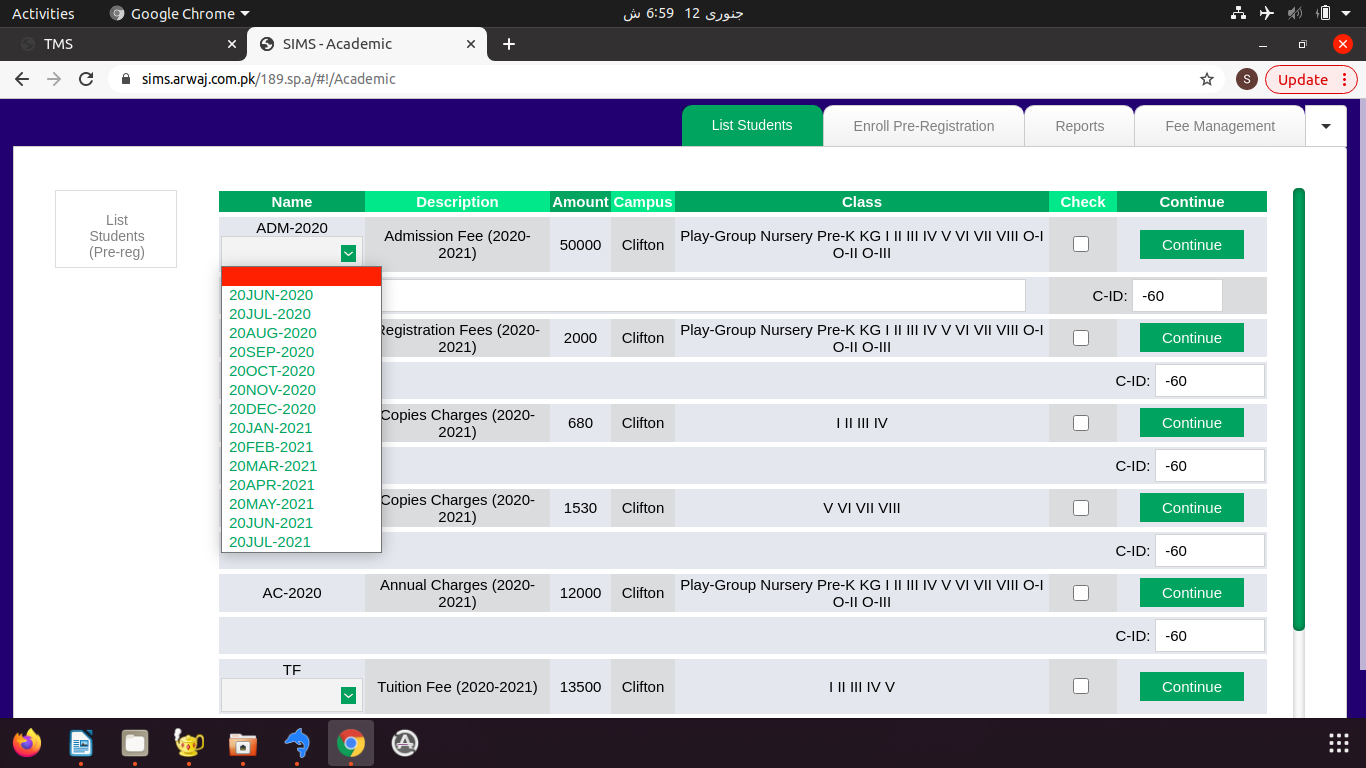 Activities
Google Chrome
جنوری 12  6:59 ش
TMS
SIMS - Academic
sims.arwaj.com.pk/189.sp.a/#!/Academic
S
Update
List Students
Enroll Pre-Registration
Reports
Fee Management
List
Students
(Pre-reg)
Name Description Amount Campus Class Check Continue
ADM-2020
Admission Fee (2020-
2021)
50000
Clifton
Play-Group Nursery Pre-K KG I II III IV V VI VII VIII O-I
O-II O-III
Continue
20JUN-2020
20JUL-2020
20AUG-2020
20SEP-2020
20OCT-2020
20NOV-2020
20DEC-2020
20JAN-2021
20FEB-2021
20MAR-2021
20APR-2021
20MAY-2021
20JUN-2021
20JUL-2021
C-ID: -60
Registration Fees (2020-
2021)
2000
Clifton
Play-Group Nursery Pre-K KG I II III IV V VI VII VIII O-I
O-II O-III
Continue
C-ID: -60
Copies Charges (2020-
2021)
680
Clifton
I II III IV
Continue
C-ID: -60
Copies Charges (2020-
2021)
1530
Clifton
V VI VII VIII
Continue
C-ID: -60
AC-2020
Annual Charges (2020-
2021)
12000
Clifton
Play-Group Nursery Pre-K KG I II III IV V VI VII VIII O-I
O-II O-III
Continue
C-ID: -60
TF
Tuition Fee (2020-2021)
13500
Clifton
I II III IV V
Continue